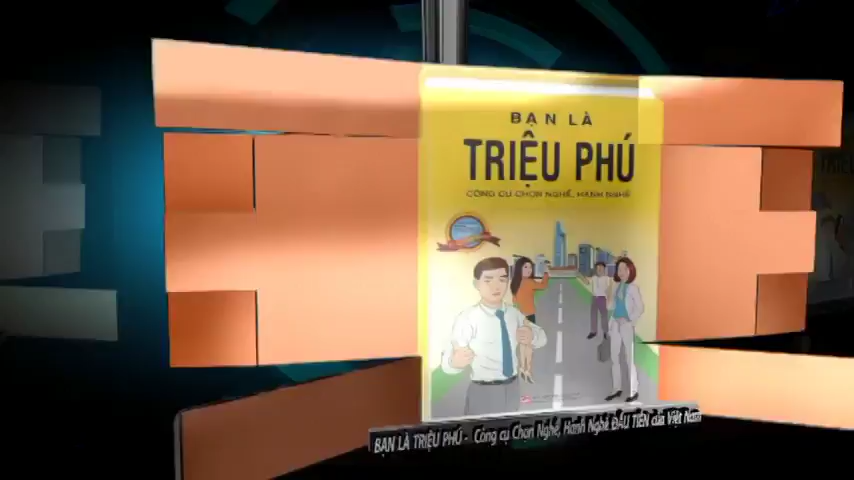 BẠN LÀ
TRIỆU PHÚ
CÔNG CỤ CHỌN NGHỀ, HÀNH NGHỀ
BẠN LÀ TRIỆU PHÚ - Công cụ Chọn Nghề, Hành Nghề ĐẦU TIÊN của Việt Nam